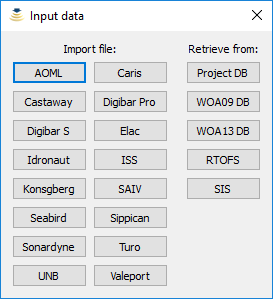 Input data
Import file: Retrieve from:
AOML Caris Project DB
Castaway Digibar Pro WOA09 DB
Digibar S Elac WOA13 DB
Idronaut ISS RTOFS
Konsgberg SAIV SIS
Seabird Sippican
Sonardyne Turo
UNB Valeport